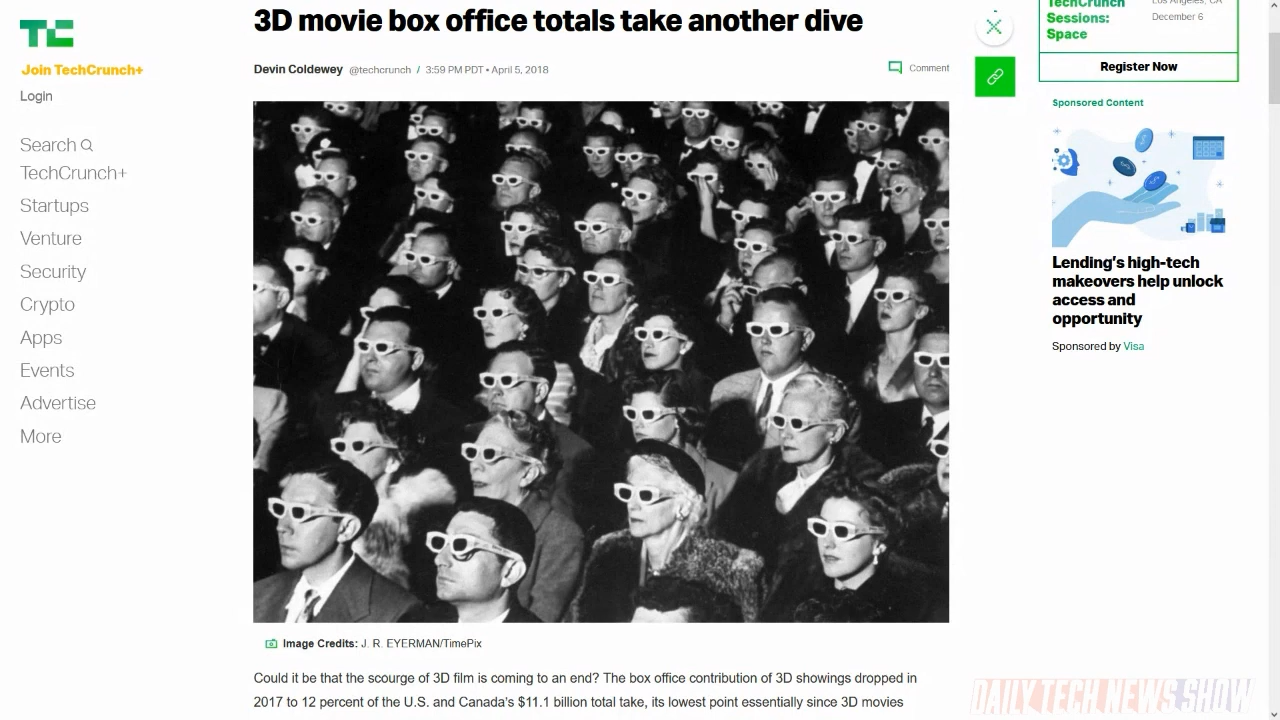 TC
Join TechCrunch+
Login
Search
TechCrunch+
Startups
Venture
Security
Crypto
Apps
Events
Advertise
More
3D movie box office totals take another dive
Devin Coldewey @techcrunch / 3:59 PM PDT • April 5, 2018
Comment
Image Credits: J. R. EYERMAN/TimePix
Could it be that the scourge of 3D film is coming to an end? The box office contribution of 3D showings dropped in
2017 to 12 percent of the U.S. and Canada's $11.1 billion total take, its lowest point essentially since 3D movies
TechCrunch
Sessions:
Space
Los Angeles, CA
December 6
Register Now
Sponsored Content
Lending's high-tech
makeovers help unlock
access and
opportunity
Sponsored by Visa
DAILY TECH NEWS SHOW